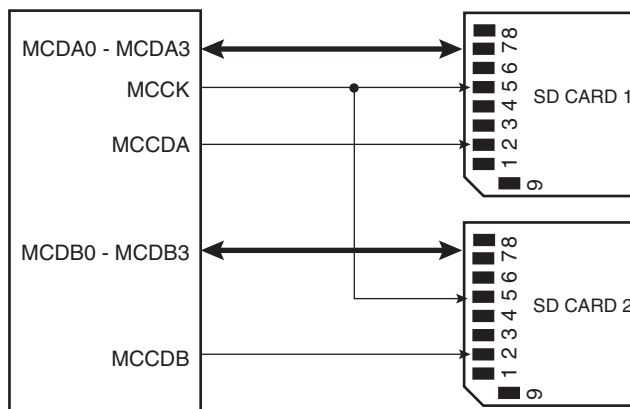 MCDA0 - MCDA3
MCCK
MCCDA
MCDB0 - MCDB3
MCCDB
8
7
6
5
4
3
2
1
9
SD CARD 1
8
7
6
5
4
3
2
1
9
SD CARD 2